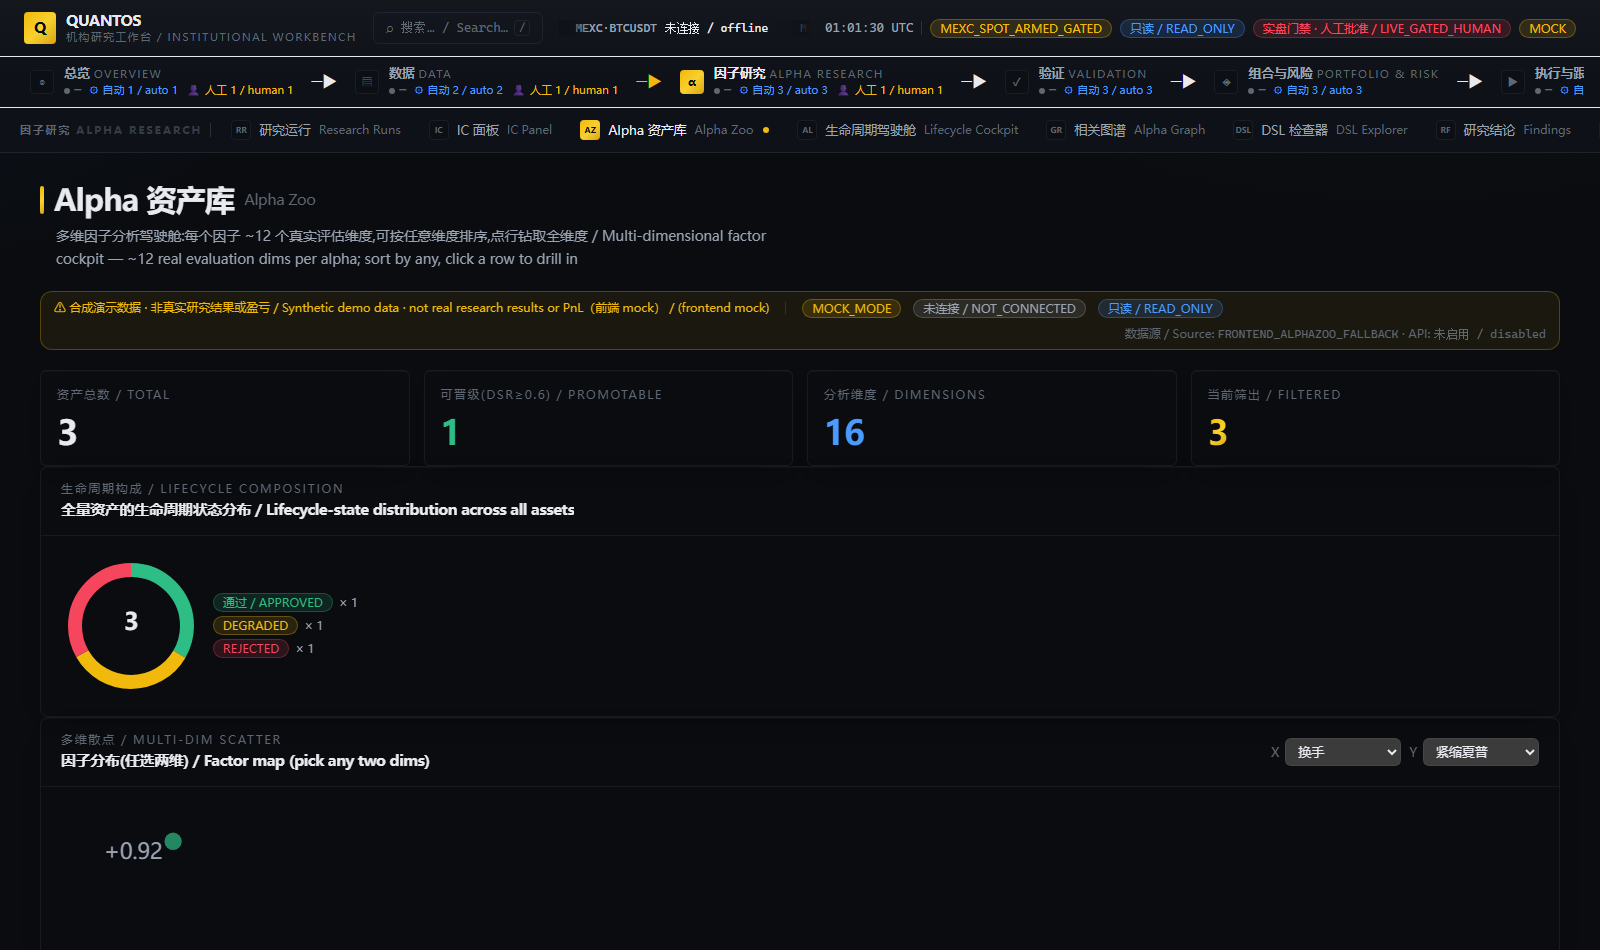 Q QUANTOS
机构研究工作台 / INSTITUTIONAL WORKBENCH
搜索… / Search… /
MEXC·BTCUSDT 未连接 / offline
01:01:30 UTC
MEXC_SPOT_ARMED_GATED
只读 / READ_ONLY
实盘门禁 · 人工批准 / LIVE_GATED_HUMAN
MOCK
总览 OVERVIEW
自动 1 / auto 1 人工 1 / human 1
数据 DATA
自动 2 / auto 2 人工 1 / human 1
α 因子研究 ALPHA RESEARCH
自动 3 / auto 3 人工 1 / human 1
✓ 验证 VALIDATION
自动 3 / auto 3
组合与风险 PORTFOLIO & RISK
自动 3 / auto 3
执行与
自
因子研究 ALPHA RESEARCH
RR 研究运行 Research Runs
IC IC 面板 IC Panel
AZ Alpha 资产库 Alpha Zoo
AL 生命周期驾驶舱 Lifecycle Cockpit
GR 相关图谱 Alpha Graph
DSL DSL 检查器 DSL Explorer
RF 研究结论 Findings
Alpha 资产库 Alpha Zoo
多维因子分析驾驶舱:每个因子 ~12 个真实评估维度,可按任意维度排序,点行钻取全维度 / Multi-dimensional factor
cockpit — ~12 real evaluation dims per alpha; sort by any, click a row to drill in
⚠ 合成演示数据 · 非真实研究结果或盈亏 / Synthetic demo data · not real research results or PnL（前端 mock） / (frontend mock)
MOCK_MODE
未连接 / NOT_CONNECTED
只读 / READ_ONLY
数据源 / Source: FRONTEND_ALPHAZOO_FALLBACK · API: 未启用 / disabled
资产总数 / TOTAL
3
可晋级(DSR≥0.6) / PROMOTABLE
1
分析维度 / DIMENSIONS
16
当前筛出 / FILTERED
3
生命周期构成 / LIFECYCLE COMPOSITION
全量资产的生命周期状态分布 / Lifecycle-state distribution across all assets
3
通过 / APPROVED × 1
DEGRADED × 1
REJECTED × 1
多维散点 / MULTI-DIM SCATTER
因子分布(任选两维) / Factor map (pick any two dims)
X 换手
Y 紧缩夏普
+0.92